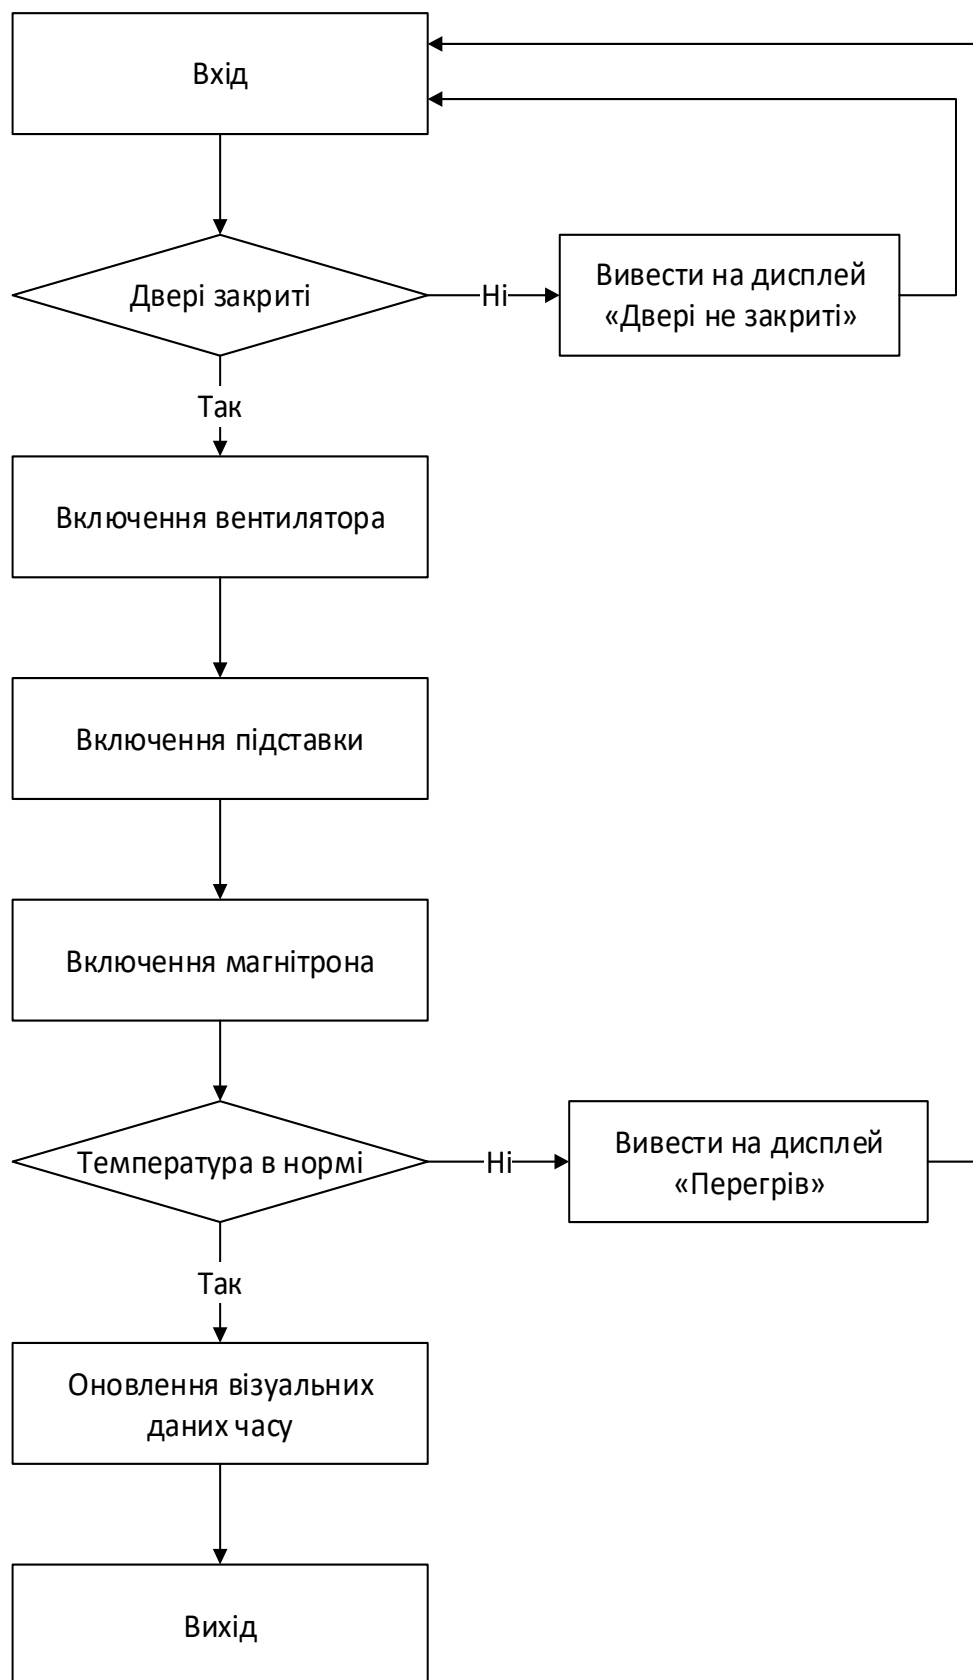 Вхід
Двері закриті
Ні
Вивести на дисплей
«Двері не закриті»
Так
Включення вентилятора
Включення підставки
Включення магнітрона
Температура в нормі
Ні
Вивести на дисплей
«Перегрів»
Так
Оновлення візуальних
даних часу
Вихід